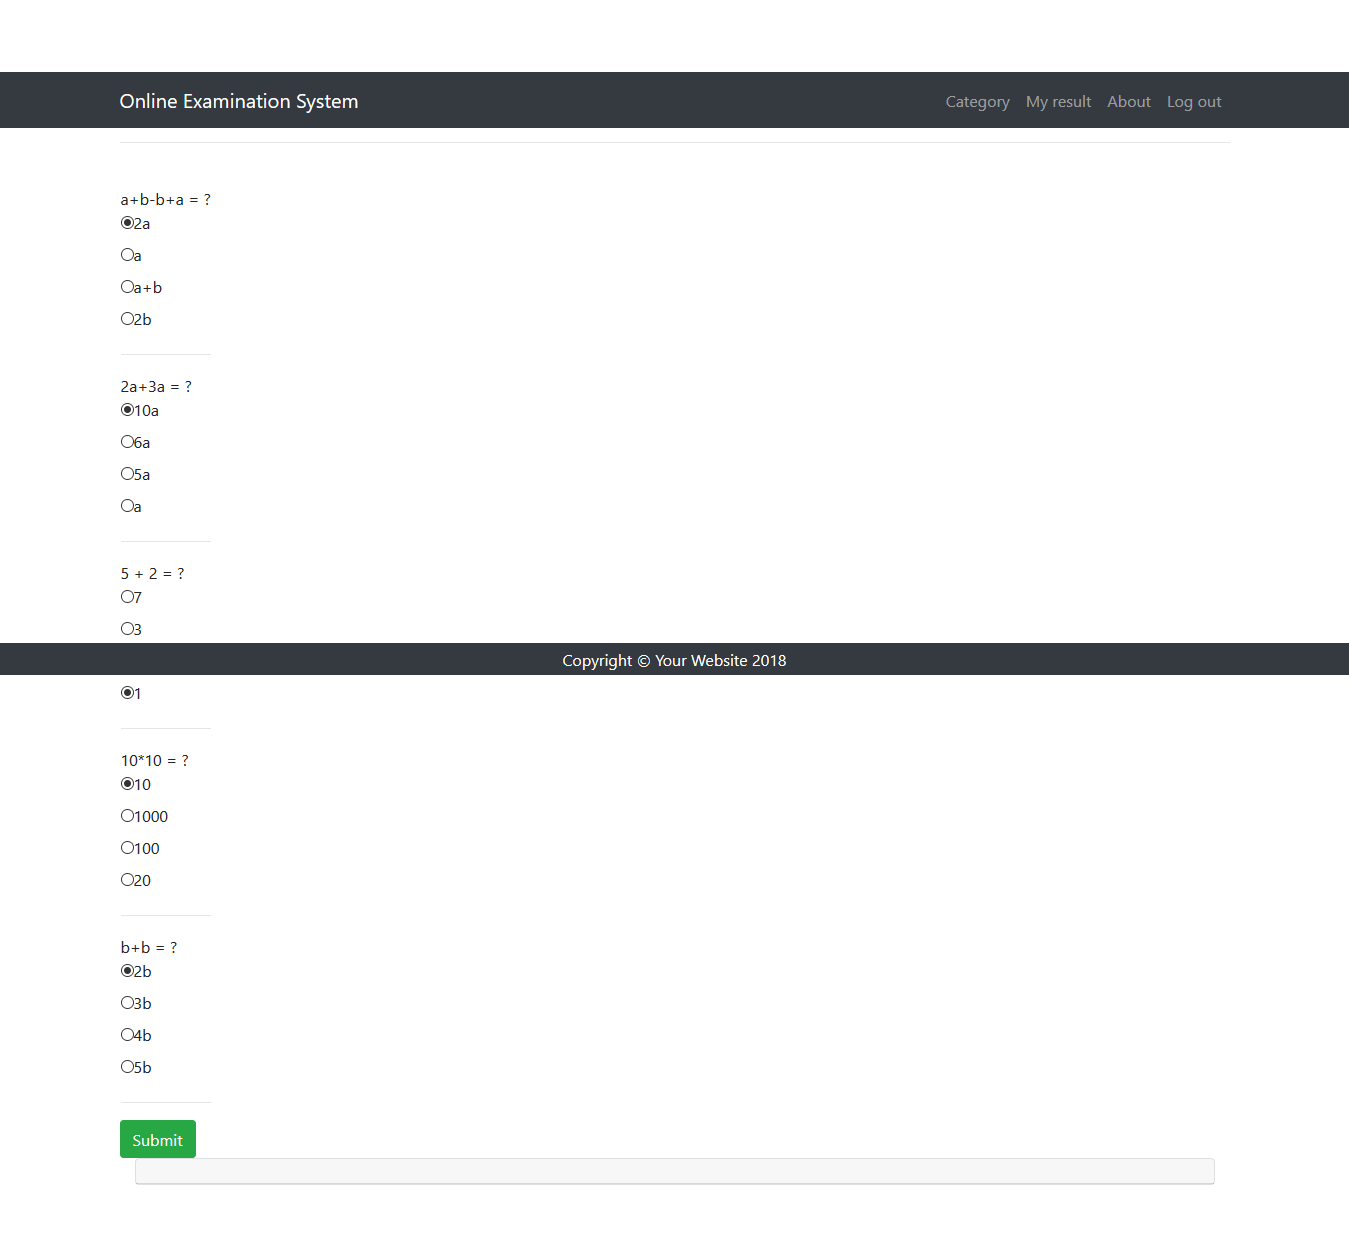 Online Examination System
Category My result About Log out
a+b-b+a = ?
2a
a
a+b
2b
2a+3a = ?
10a
6a
5a
a
5 + 2 = ?
7
3
Copyright © Your Website 2018
1
10*10 = ?
10
1000
100
20
b+b = ?
2b
3b
4b
5b
Submit